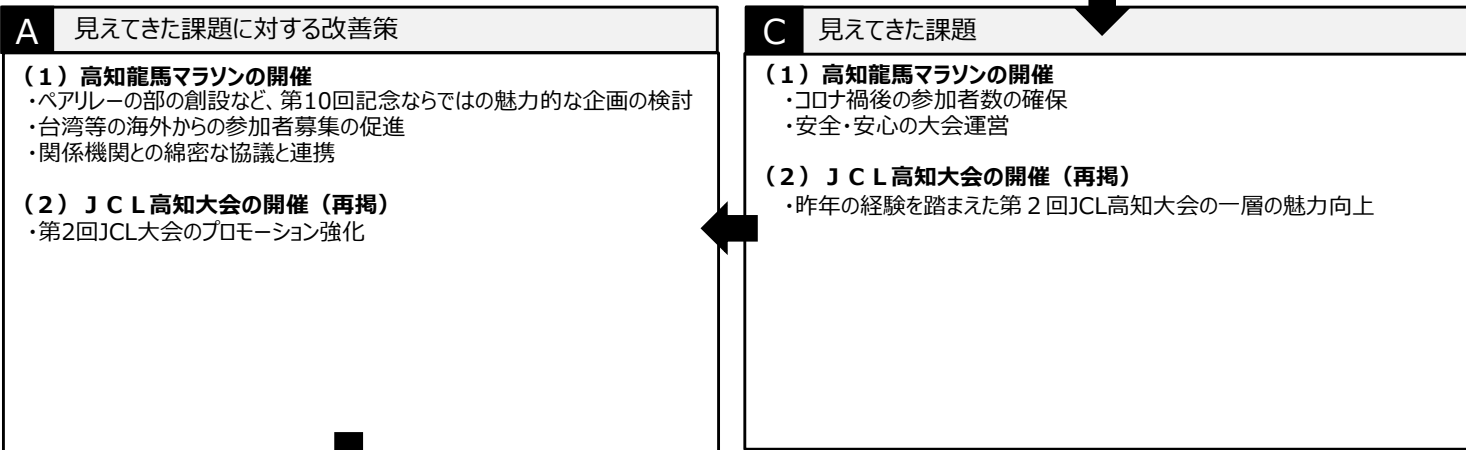 A 見えてきた課題に対する改善策
（１）高知龍馬マラソンの開催
・ペアリレーの部の創設など、第10回記念ならではの魅力的な企画の検討
・台湾等の海外からの参加者募集の促進
・関係機関との綿密な協議と連携
（２）ＪＣＬ高知大会の開催（再掲）
・第2回JCL大会のプロモーション強化
C 見えてきた課題
（１）高知龍馬マラソンの開催
・コロナ禍後の参加者数の確保
・安全・安心の大会運営
（２）ＪＣＬ高知大会の開催（再掲）
・昨年の経験を踏まえた第２回JCL高知大会の一層の魅力向上